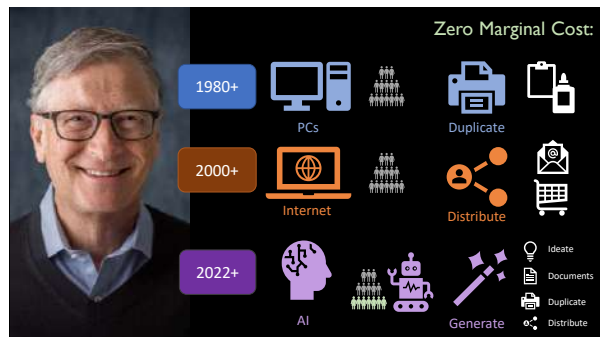 Zero Marginal Cost:
1980+
PCs
Duplicate
2000+
@
Internet
Distribute
2022+
AI
Generate
Ideate
Documents
Duplicate
Distribute